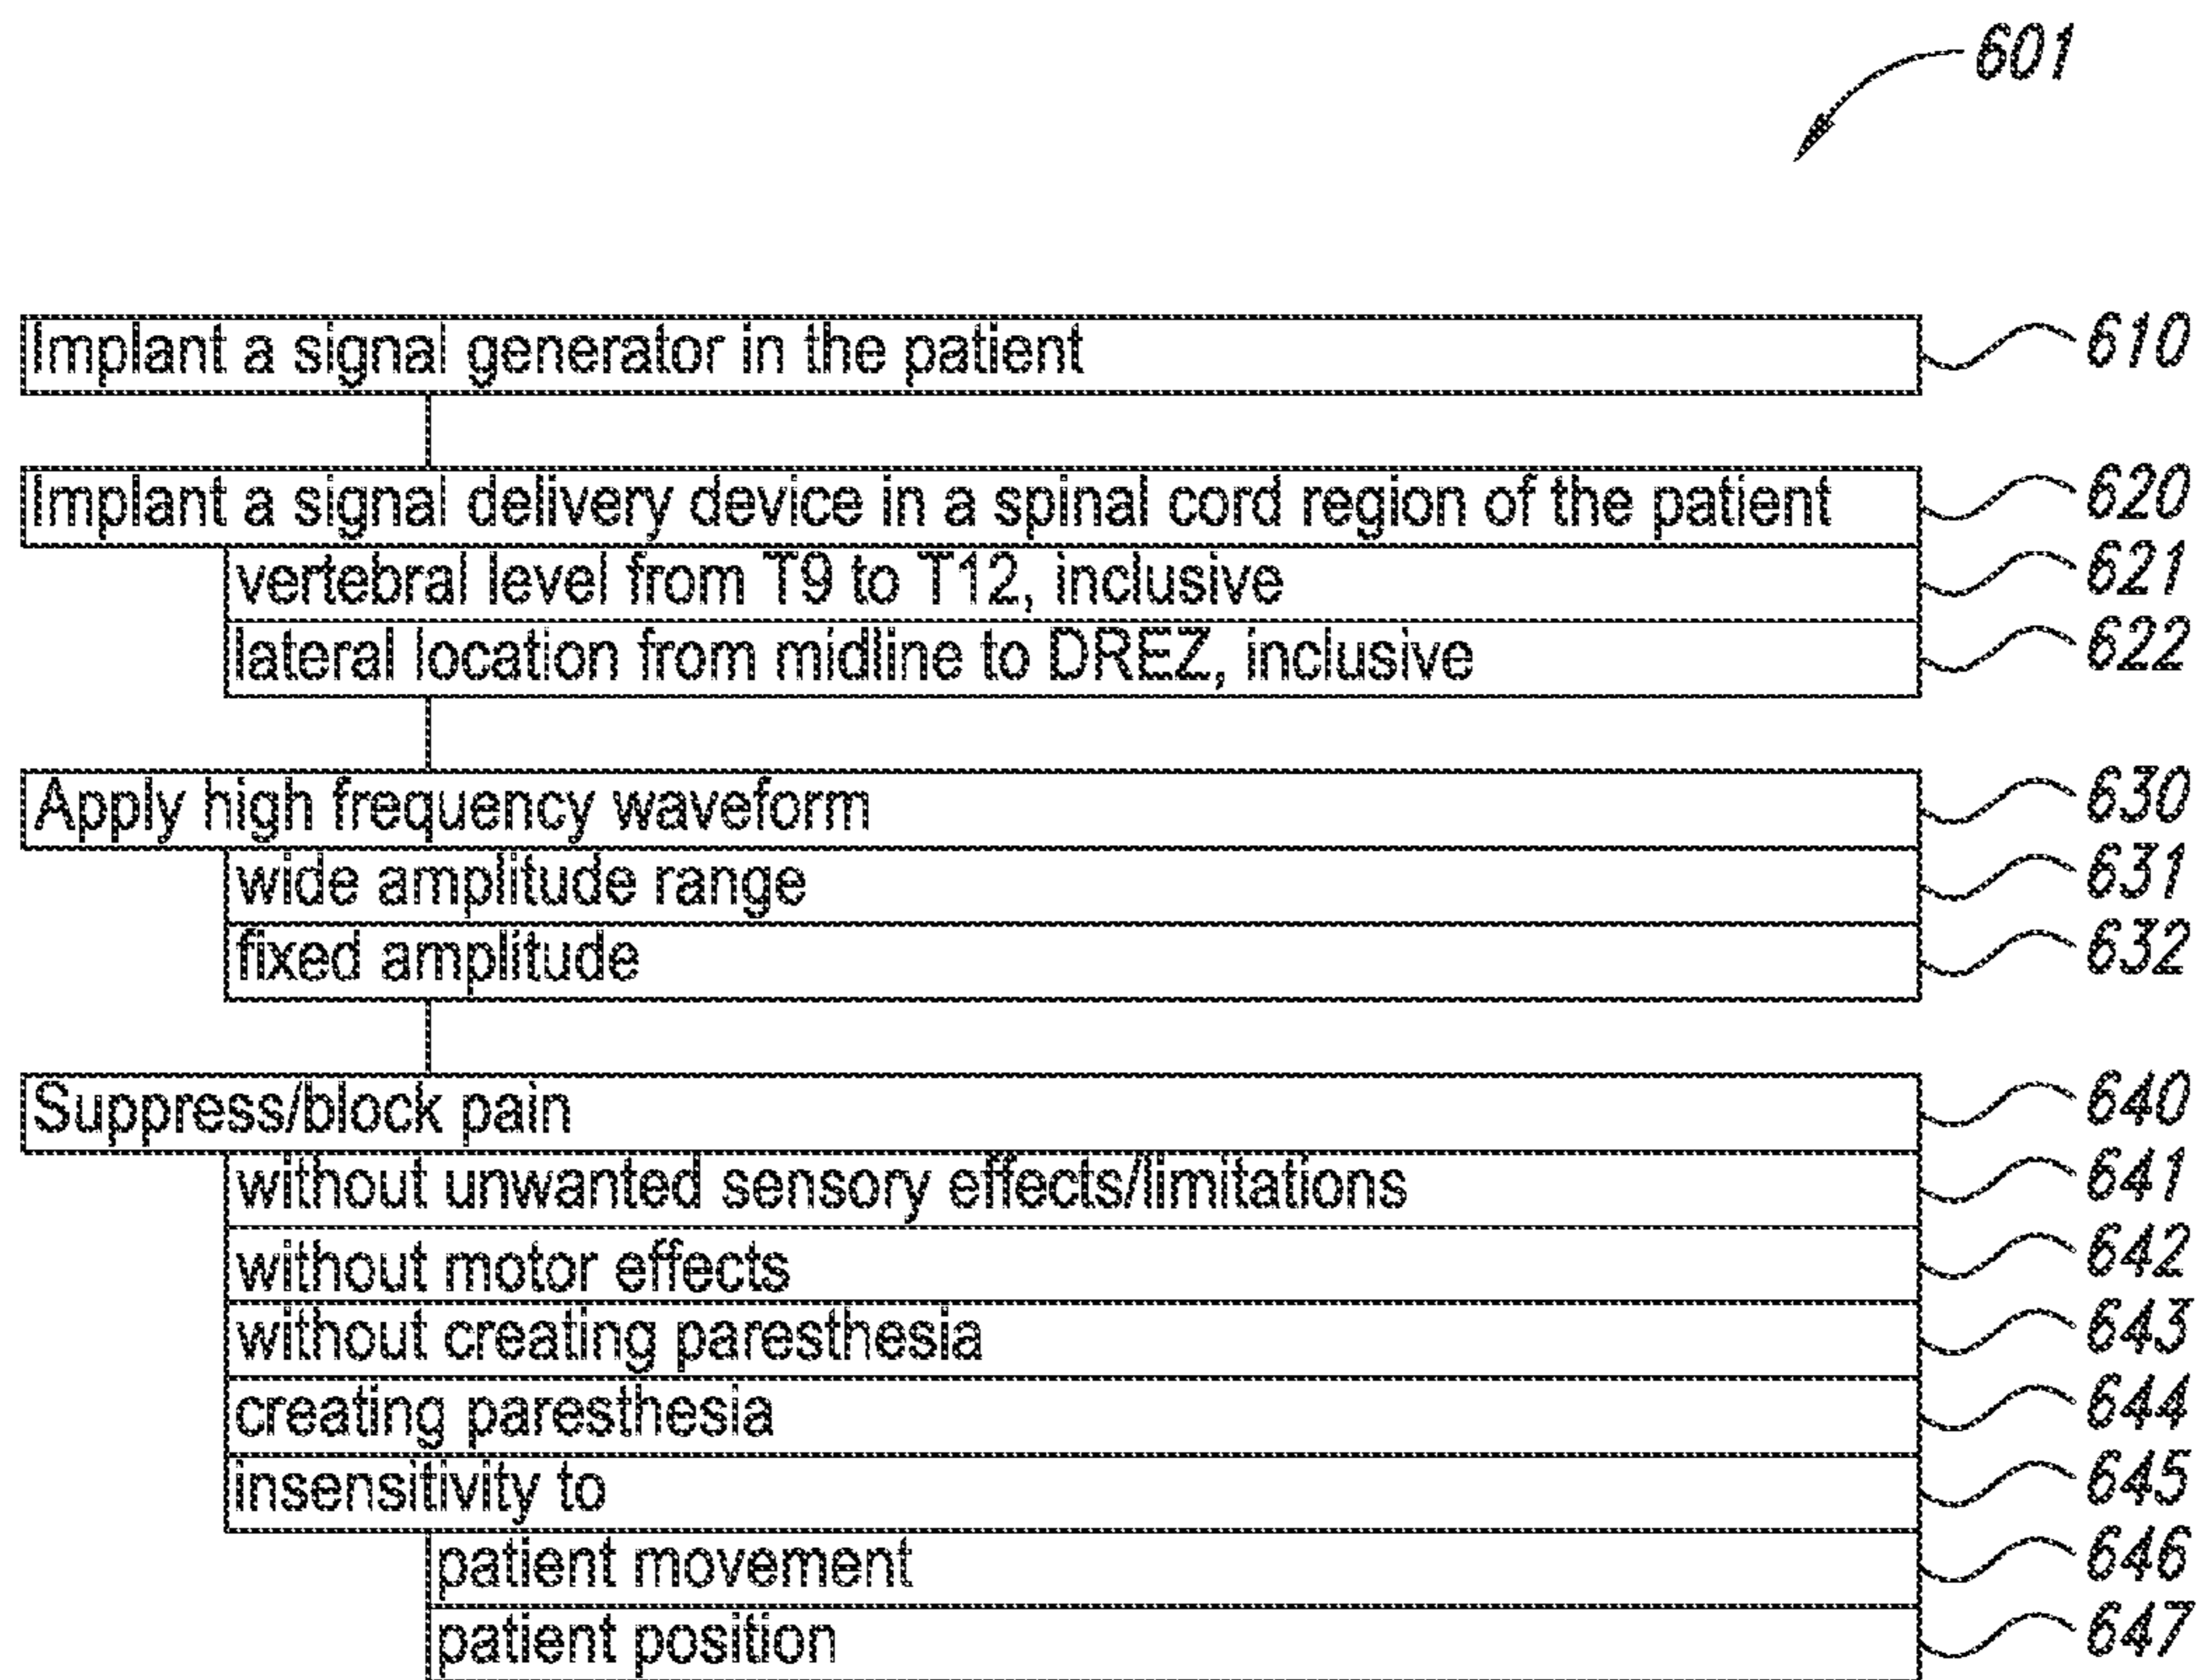 601
Implant a signal generator in the patient 610
Implant a signal delivery device in a spinal cord region of the patient 620
vertebral level from T9 to T12, inclusive 621
lateral location from midline to DREZ, inclusive 622
Apply high frequency waveform 630
wide amplitude range 631
fixed amplitude 632
Suppress/block pain 640
without unwanted sensory effects/limitations 641
without motor effects 642
without creating paresthesia 643
creating paresthesia 644
insensitivity to 645
patient movement 646
patient position 647